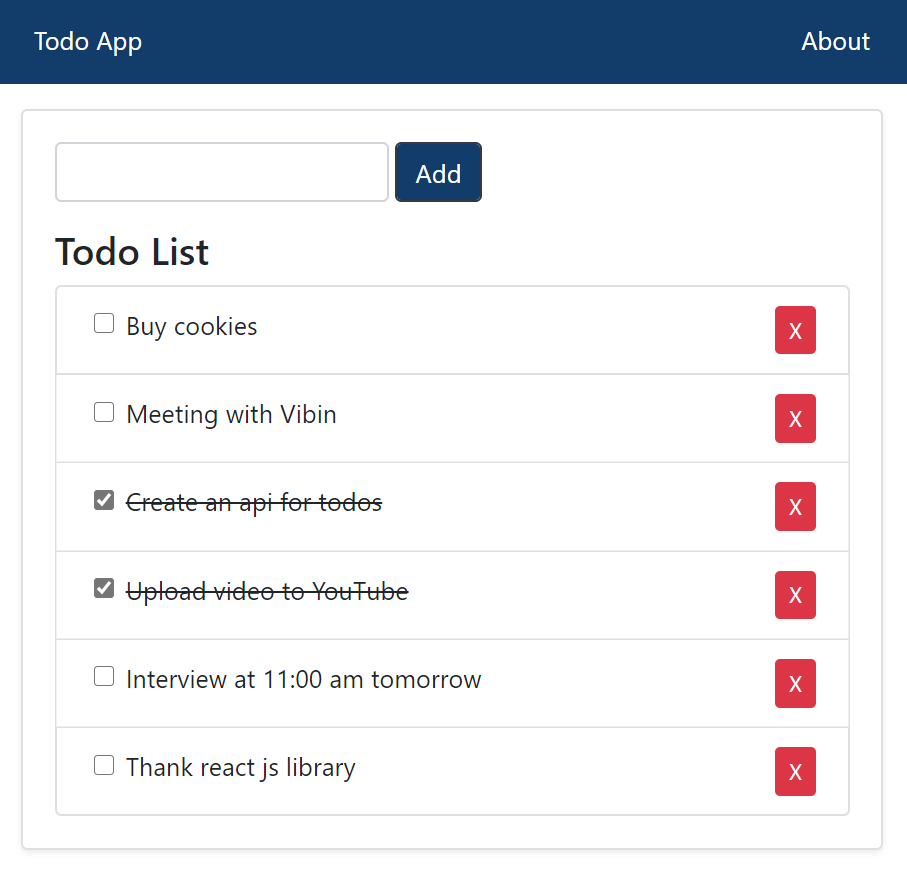 Todo App About
Add
Todo List
Buy cookies X
Meeting with Vibin X
Create an api for todos X
Upload video to YouTube X
Interview at 11:00 am tomorrow X
Thank react js library X